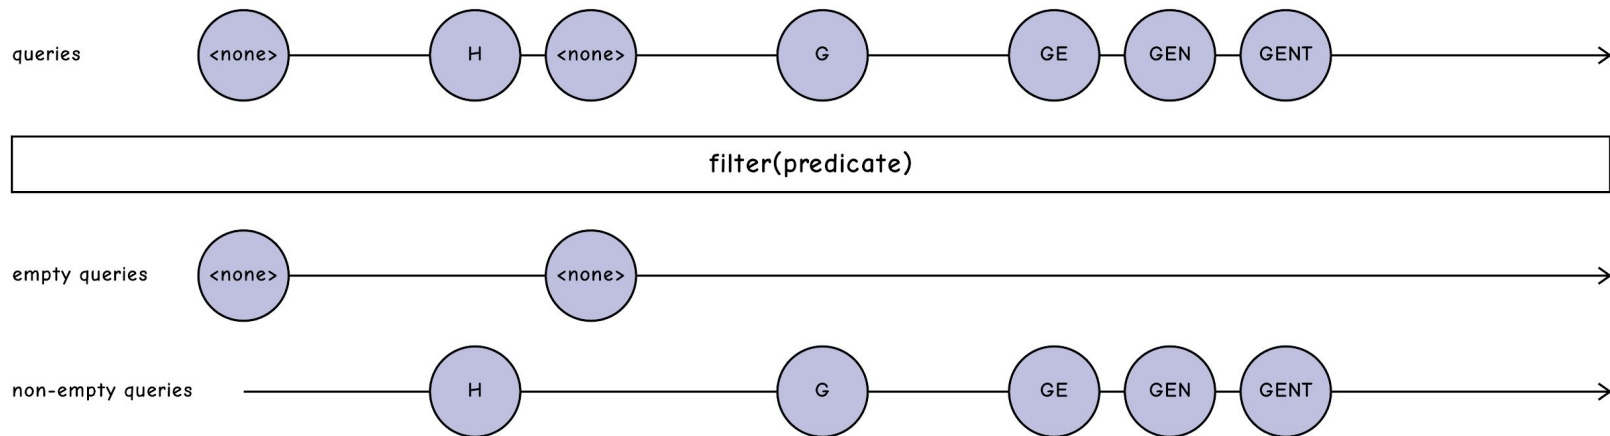 queries <none> H <none> G GE GEN GENT
filter(predicate)
empty queries <none> <none>
non-empty queries H G GE GEN GENT